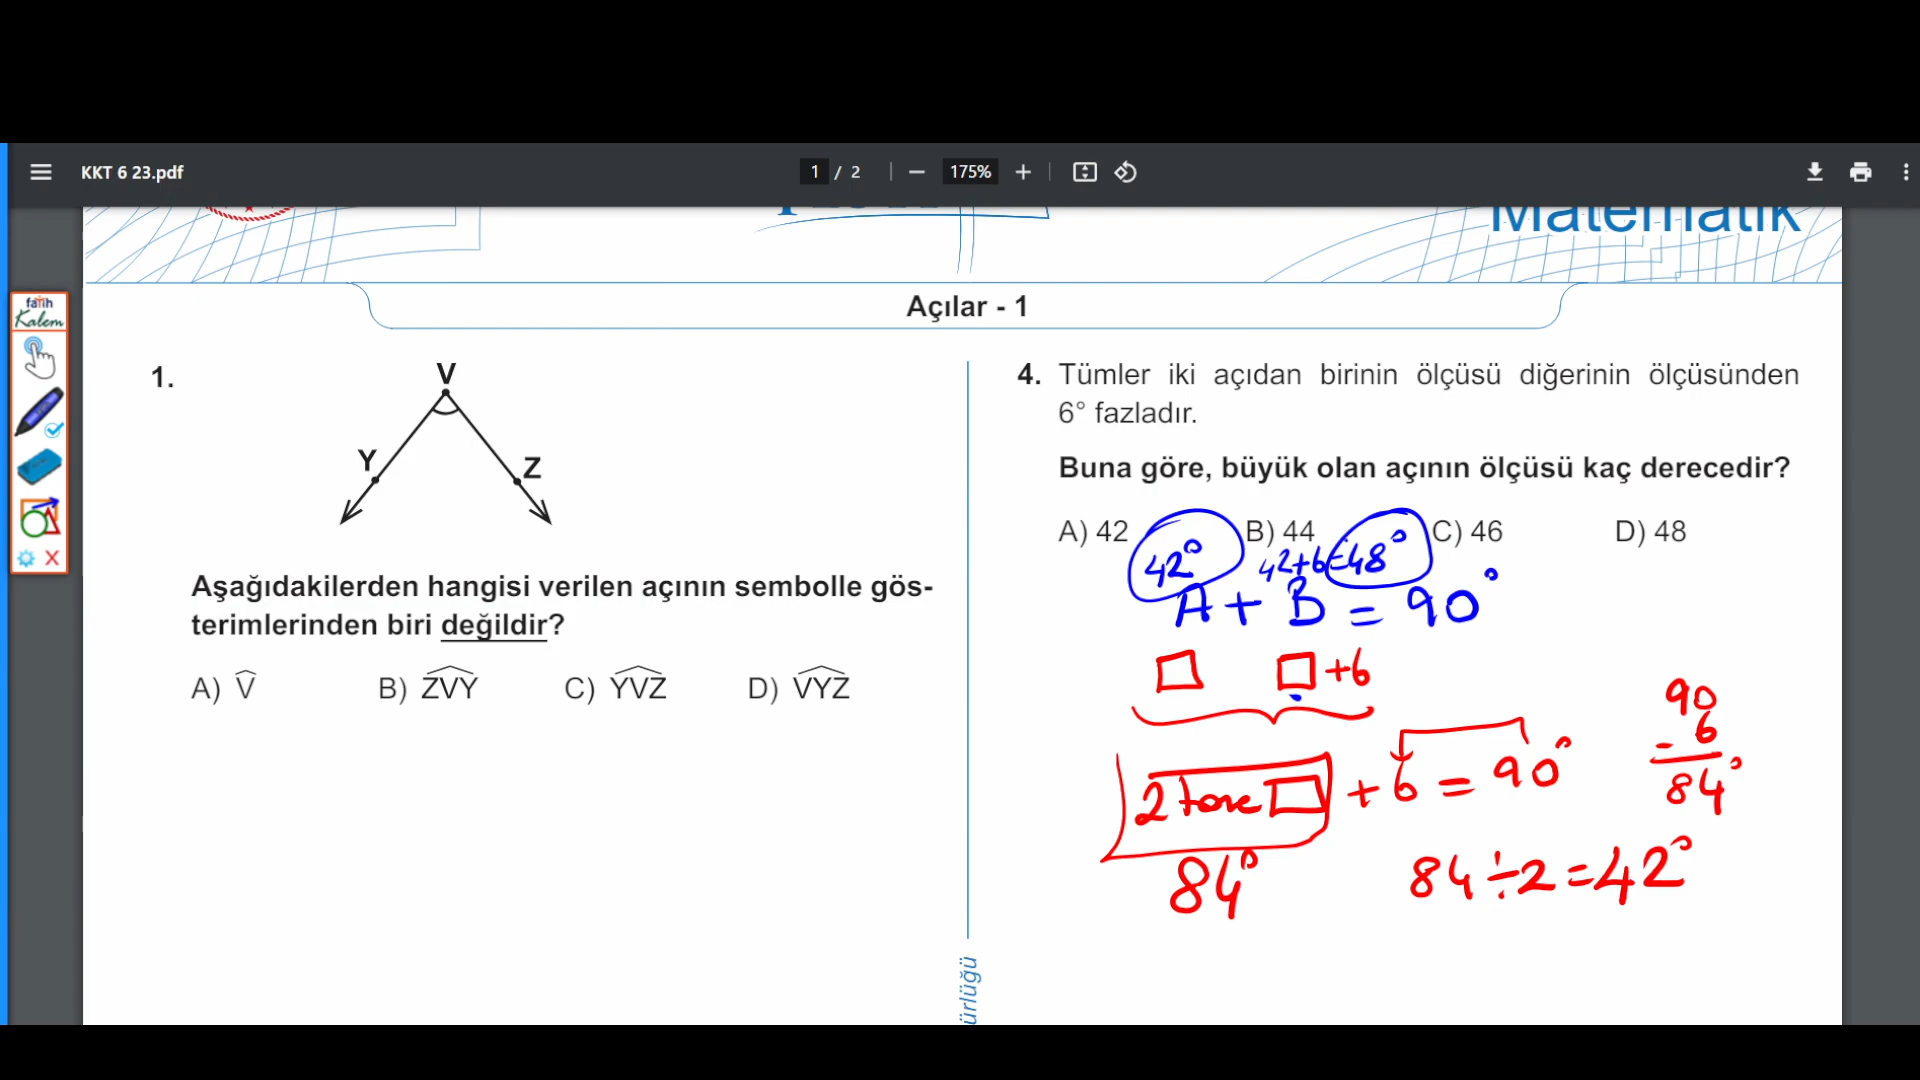 KKT 6 23.pdf
1 / 2
175%
Matematik
fatih
Kalem
Açılar - 1
1.
V
Y
Z
Aşağıdakilerden hangisi verilen açının sembolle gös-
terimlerinden biri değildir?
A) V̂
B) ZVY
C) YVZ
D) VYZ
4. Tümler iki açıdan birinin ölçüsü diğerinin ölçüsünden
6° fazladır.
Buna göre, büyük olan açının ölçüsü kaç derecedir?
A) 42 B) 44 C) 46 D) 48
42° 42+6=48°
A + B = 90°
□ □+6
2 tane □ + 6 = 90°
84°
90
- 6
84°
84÷2=42°
ürlüğü